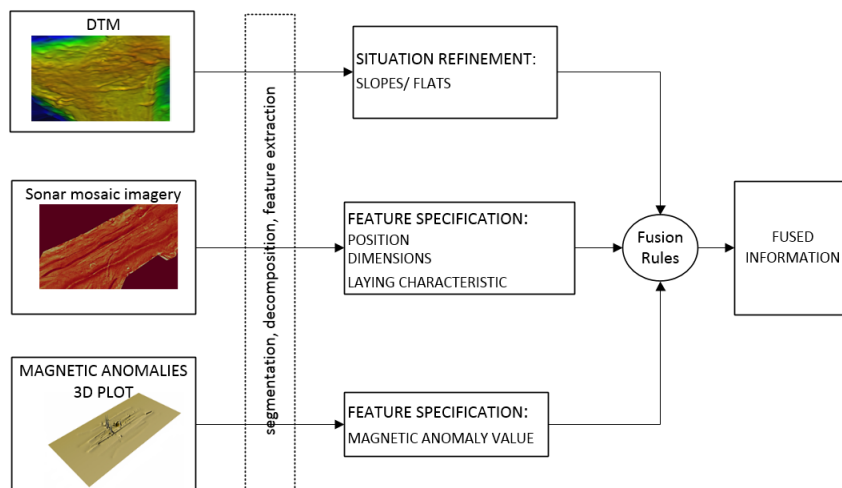 DTM
SITUATION REFINEMENT:
SLOPES/ FLATS
segmentation, decomposition, feature extraction
Sonar mosaic imagery
FEATURE SPECIFICATION:
POSITION
DIMENSIONS
LAYING CHARACTERISTIC
Fusion
Rules
FUSED
INFORMATION
MAGNETIC ANOMALIES
3D PLOT
FEATURE SPECIFICATION:
MAGNETIC ANOMALY VALUE